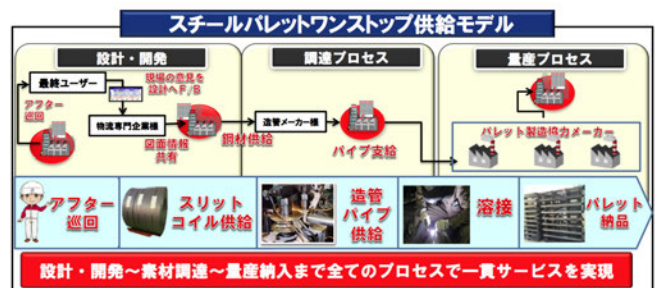 スチールパレットワンストップ供給モデル
設計・開発
調達プロセス
量産プロセス
最終ユーザー
現場の意見を
設計へF/B
アフター
巡回
物流専門企業様
図面情報
共有
鋼材供給
造管メーカー様
パイプ支給
パレット製造協力メーカー
アフター
巡回
スリット
コイル供給
造管
パイプ
供給
溶接
パレット
納品
設計・開発～素材調達～量産納入まで全てのプロセスで一貫サービスを実現